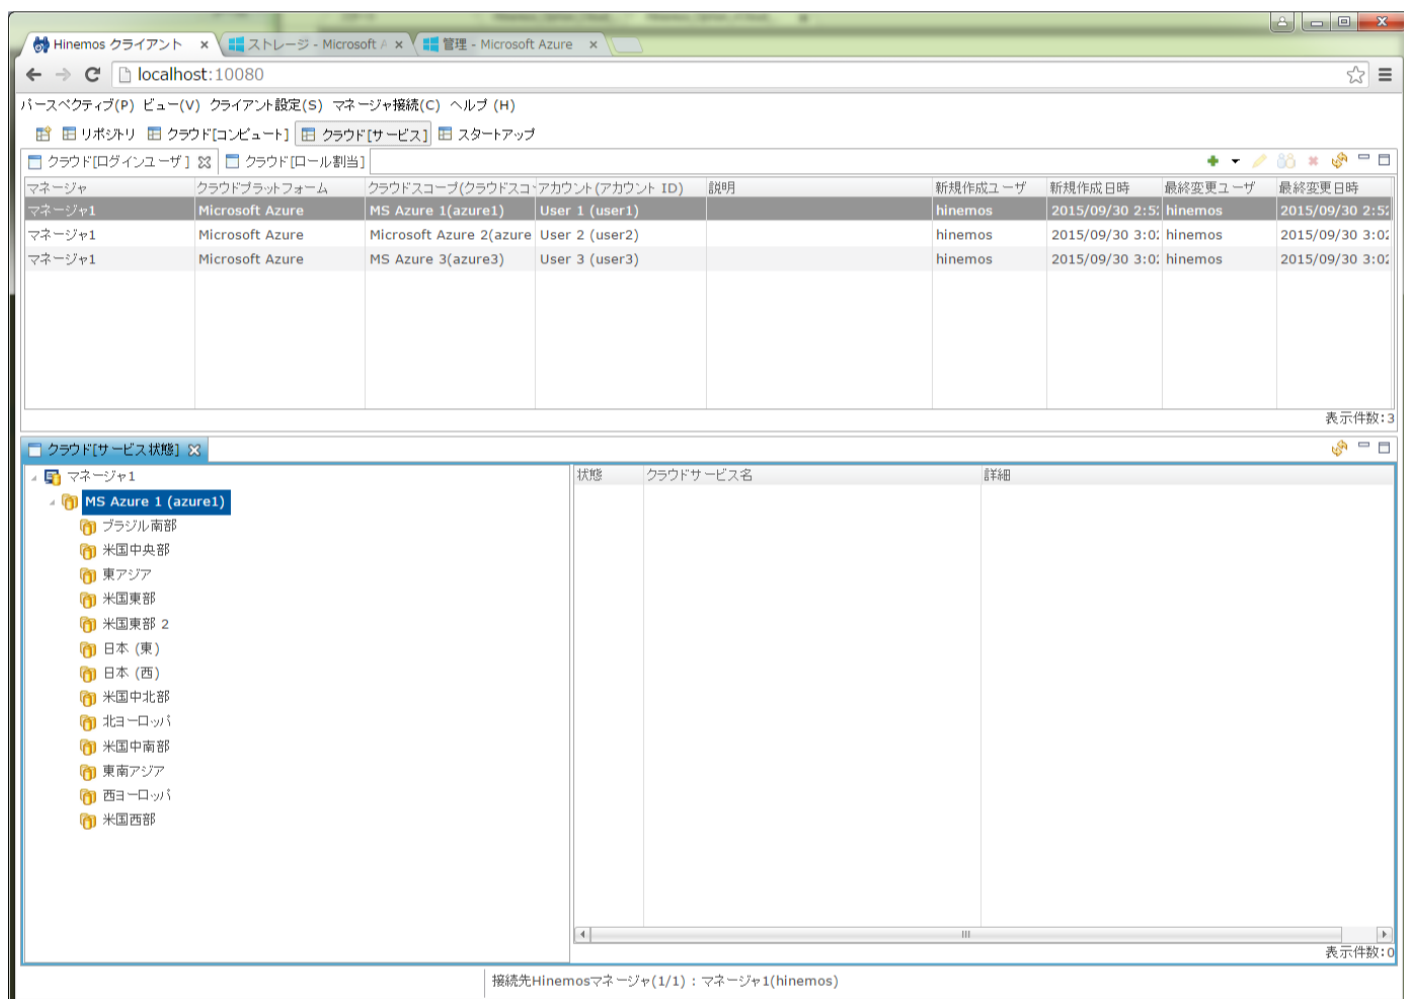 Hinemos クライアント ストレージ - Microsoft A 管理 - Microsoft Azure
localhost:10080
パースペクティブ(P) ビュー(V) クライアント設定(S) マネージャ接続(C) ヘルプ (H)
リポジトリ クラウド[コンピュート] クラウド[サービス] スタートアップ
クラウド[ログインユーザ] クラウド[ロール割当]
マネージャ クラウドプラットフォーム クラウドスコープ(クラウドスコ アカウント(アカウント ID) 説明 新規作成ユーザ 新規作成日時 最終変更ユーザ 最終変更日時
マネージャ1 Microsoft Azure MS Azure 1(azure1) User 1 (user1) hinemos 2015/09/30 2:5 hinemos 2015/09/30 2:5
マネージャ1 Microsoft Azure Microsoft Azure 2(azure User 2 (user2) hinemos 2015/09/30 3:0 hinemos 2015/09/30 3:02
マネージャ1 Microsoft Azure MS Azure 3(azure3) User 3 (user3) hinemos 2015/09/30 3:0 hinemos 2015/09/30 3:02
表示件数:3
クラウド[サービス状態]
マネージャ1
MS Azure 1 (azure1)
ブラジル南部
米国中央部
東アジア
米国東部
米国東部 2
日本 (東)
日本 (西)
米国中北部
北ヨーロッパ
米国中南部
東南アジア
西ヨーロッパ
米国西部
状態 クラウドサービス名 詳細
表示件数:0
接続先Hinemosマネージャ(1/1) : マネージャ1(hinemos)